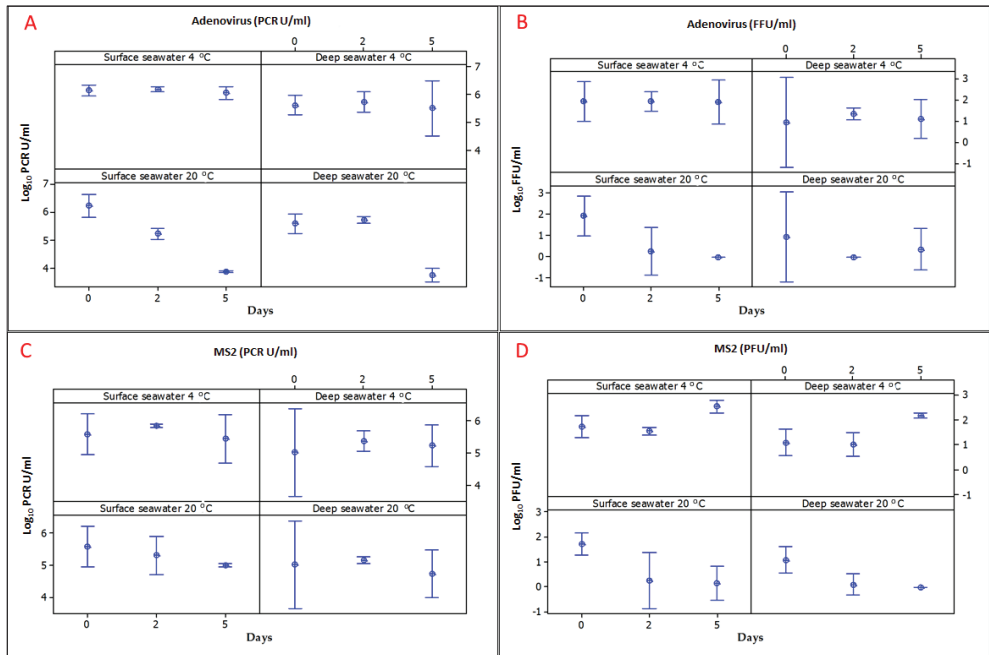 A
Adenovirus (PCR U/ml)
0 2 5
Surface seawater 4 °C Deep seawater 4 °C
7
6
5
4
Log₁₀ PCR U/ml
Surface seawater 20 °C Deep seawater 20 °C
7
6
5
4
0 2 5
Days
B
Adenovirus (FFU/ml)
0 2 5
Surface seawater 4 °C Deep seawater 4 °C
3
2
1
0
-1
Log₁₀ FFU/ml
Surface seawater 20 °C Deep seawater 20 °C
3
2
1
0
-1
0 2 5
Days
C
MS2 (PCR U/ml)
0 2 5
Surface seawater 4 °C Deep seawater 4 °C
6
5
4
Log₁₀ PCR U/ml
Surface seawater 20 °C Deep seawater 20 °C
6
5
4
0 2 5
Days
D
MS2 (PFU/ml)
0 2 5
Surface seawater 4 °C Deep seawater 4 °C
3
2
1
0
-1
Log₁₀ PFU/ml
Surface seawater 20 °C Deep seawater 20 °C
3
2
1
0
-1
0 2 5
Days